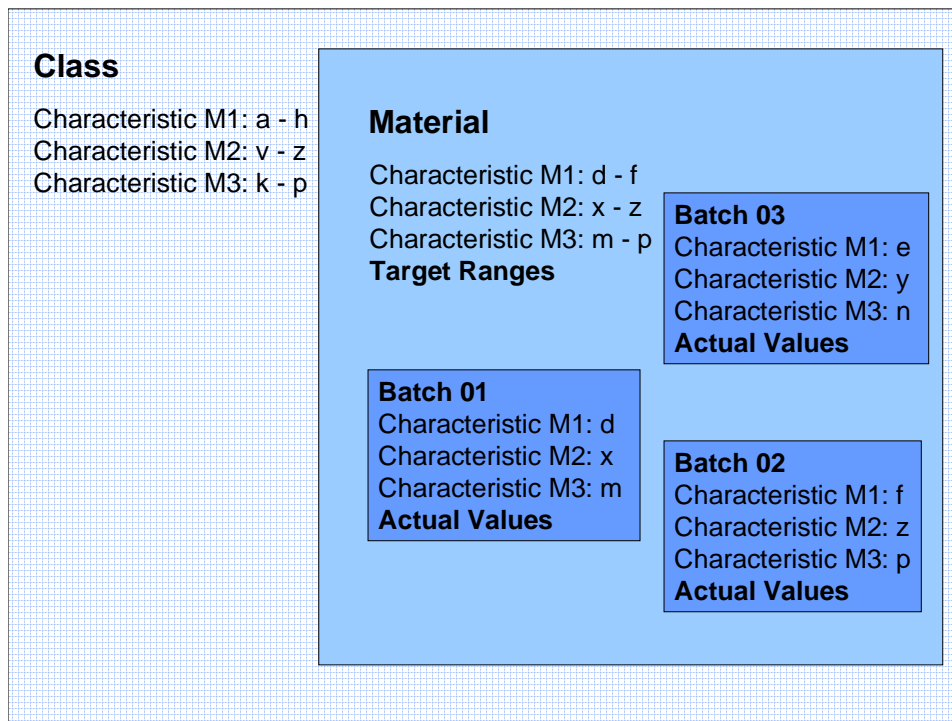 Class
Characteristic M1: a - h
Characteristic M2: v - z
Characteristic M3: k - p
Material
Characteristic M1: d - f
Characteristic M2: x - z
Characteristic M3: m - p
Target Ranges
Batch 03
Characteristic M1: e
Characteristic M2: y
Characteristic M3: n
Actual Values
Batch 01
Characteristic M1: d
Characteristic M2: x
Characteristic M3: m
Actual Values
Batch 02
Characteristic M1: f
Characteristic M2: z
Characteristic M3: p
Actual Values